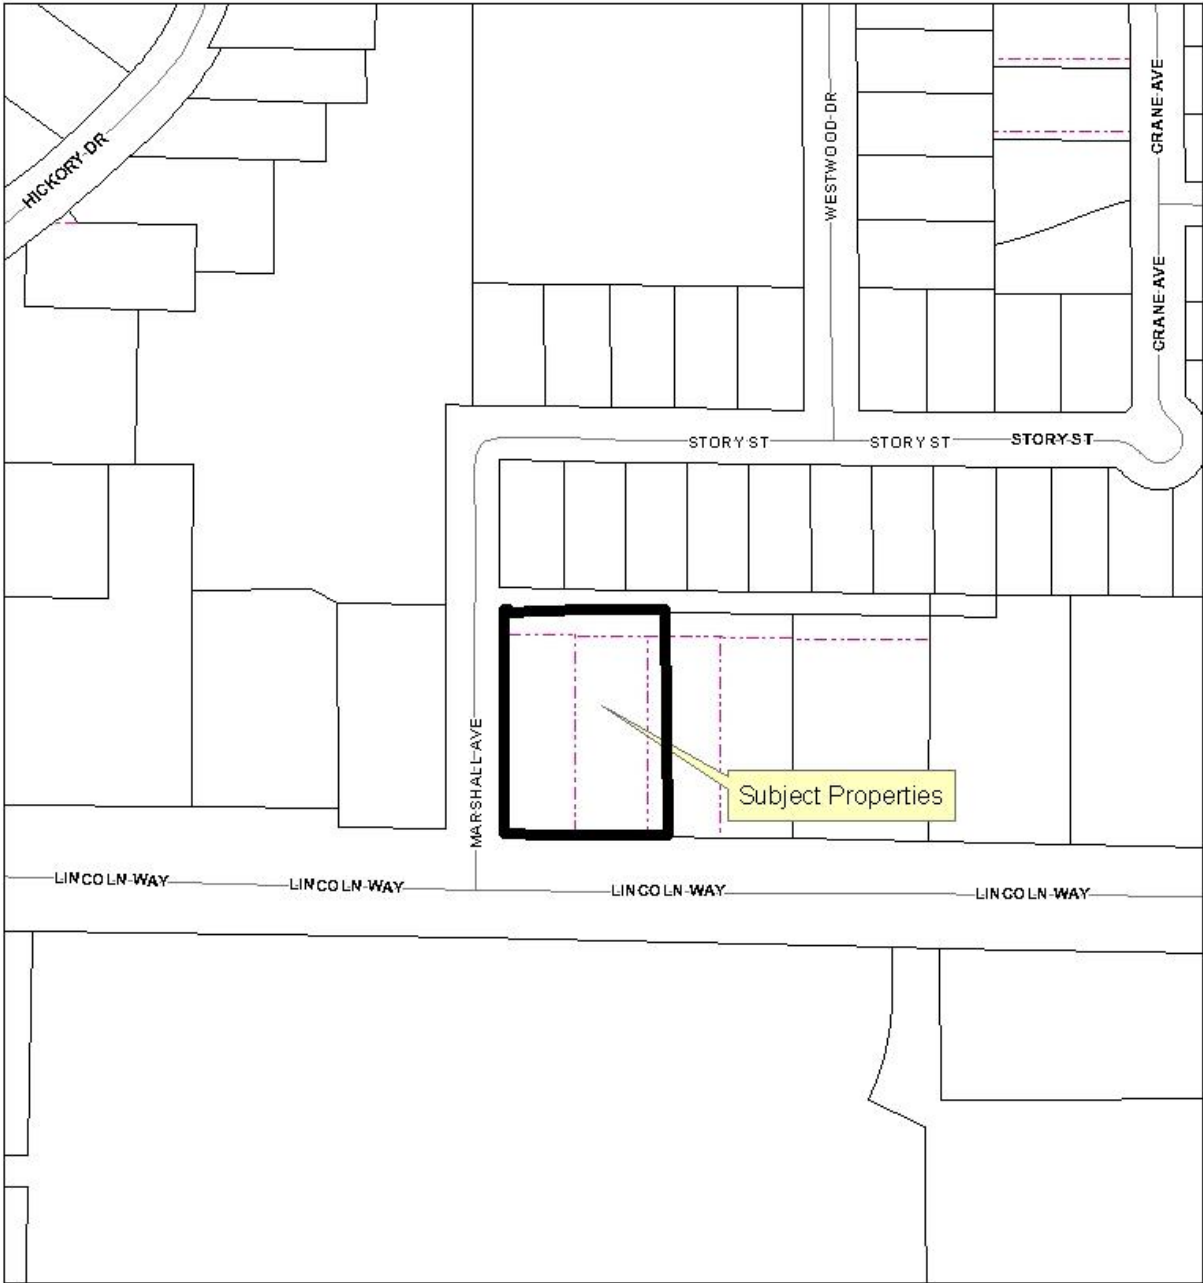 CRANE AVE
WESTWOOD DR
HICKORY DR
CRANE AVE
STORY ST
STORY ST
STORY ST
MARSHALL AVE
Subject Properties
LINCOLN WAY
LINCOLN WAY
LINCOLN WAY
LINCOLN WAY